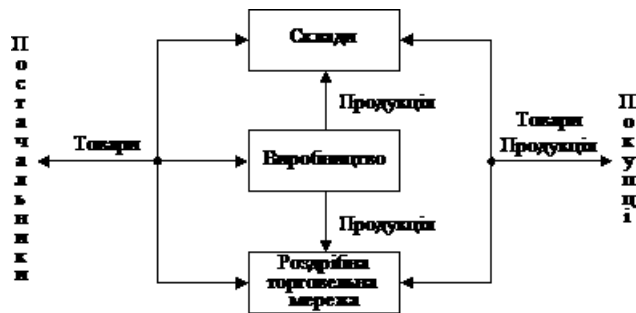 Постачальники
Склади
Продукція
Товари
Виробництво
Товари
Продукція
Покупці
Продукція
Роздрібна
торговельна
мережа